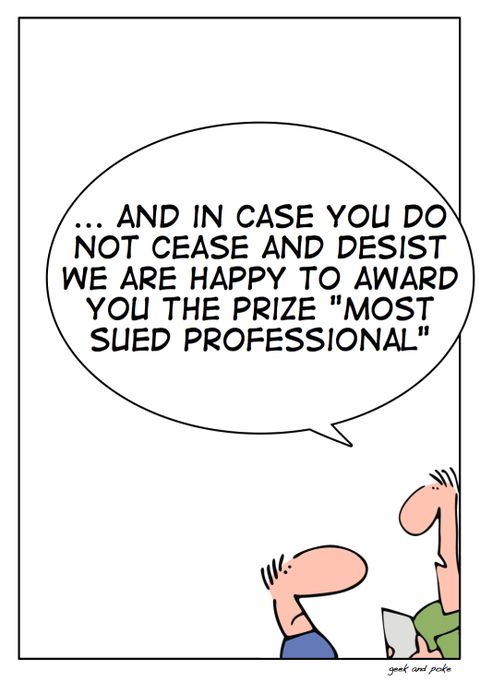 ... AND IN CASE YOU DO
NOT CEASE AND DESIST
WE ARE HAPPY TO AWARD
YOU THE PRIZE "MOST
SUED PROFESSIONAL"
geek and poke